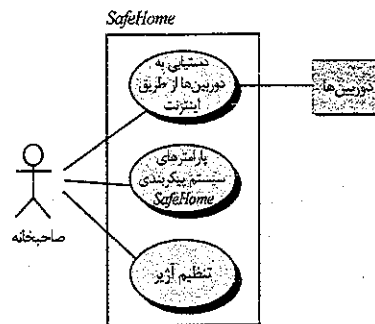 SafeHome
دستیابی به
دوربین‌ها از طریق
اینترنت
دوربین‌ها
پارامترهای
سیستم پیکربندی
SafeHome
صاحبخانه
تنظیم آژیر